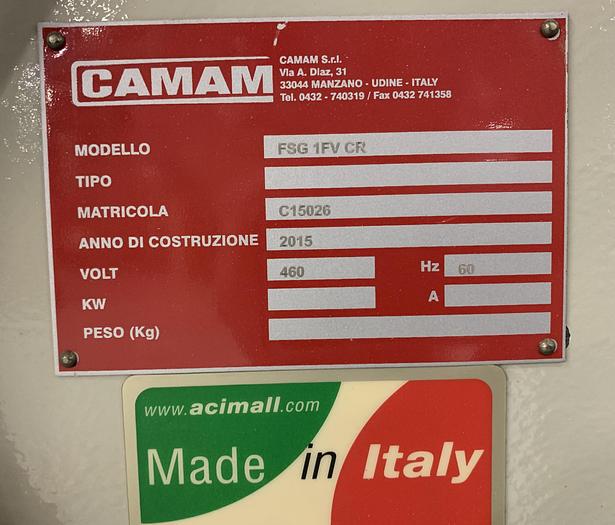 CAMAM
CAMAM S.r.l.
Via A. Diaz, 31
33044 MANZANO - UDINE - ITALY
Tel. 0432 - 740319 / Fax 0432 741358
MODELLO FSG 1FV CR
TIPO
MATRICOLA C15026
ANNO DI COSTRUZIONE 2015
VOLT 460 Hz 60
KW A
PESO (Kg)
www.acimall.com
Made in Italy